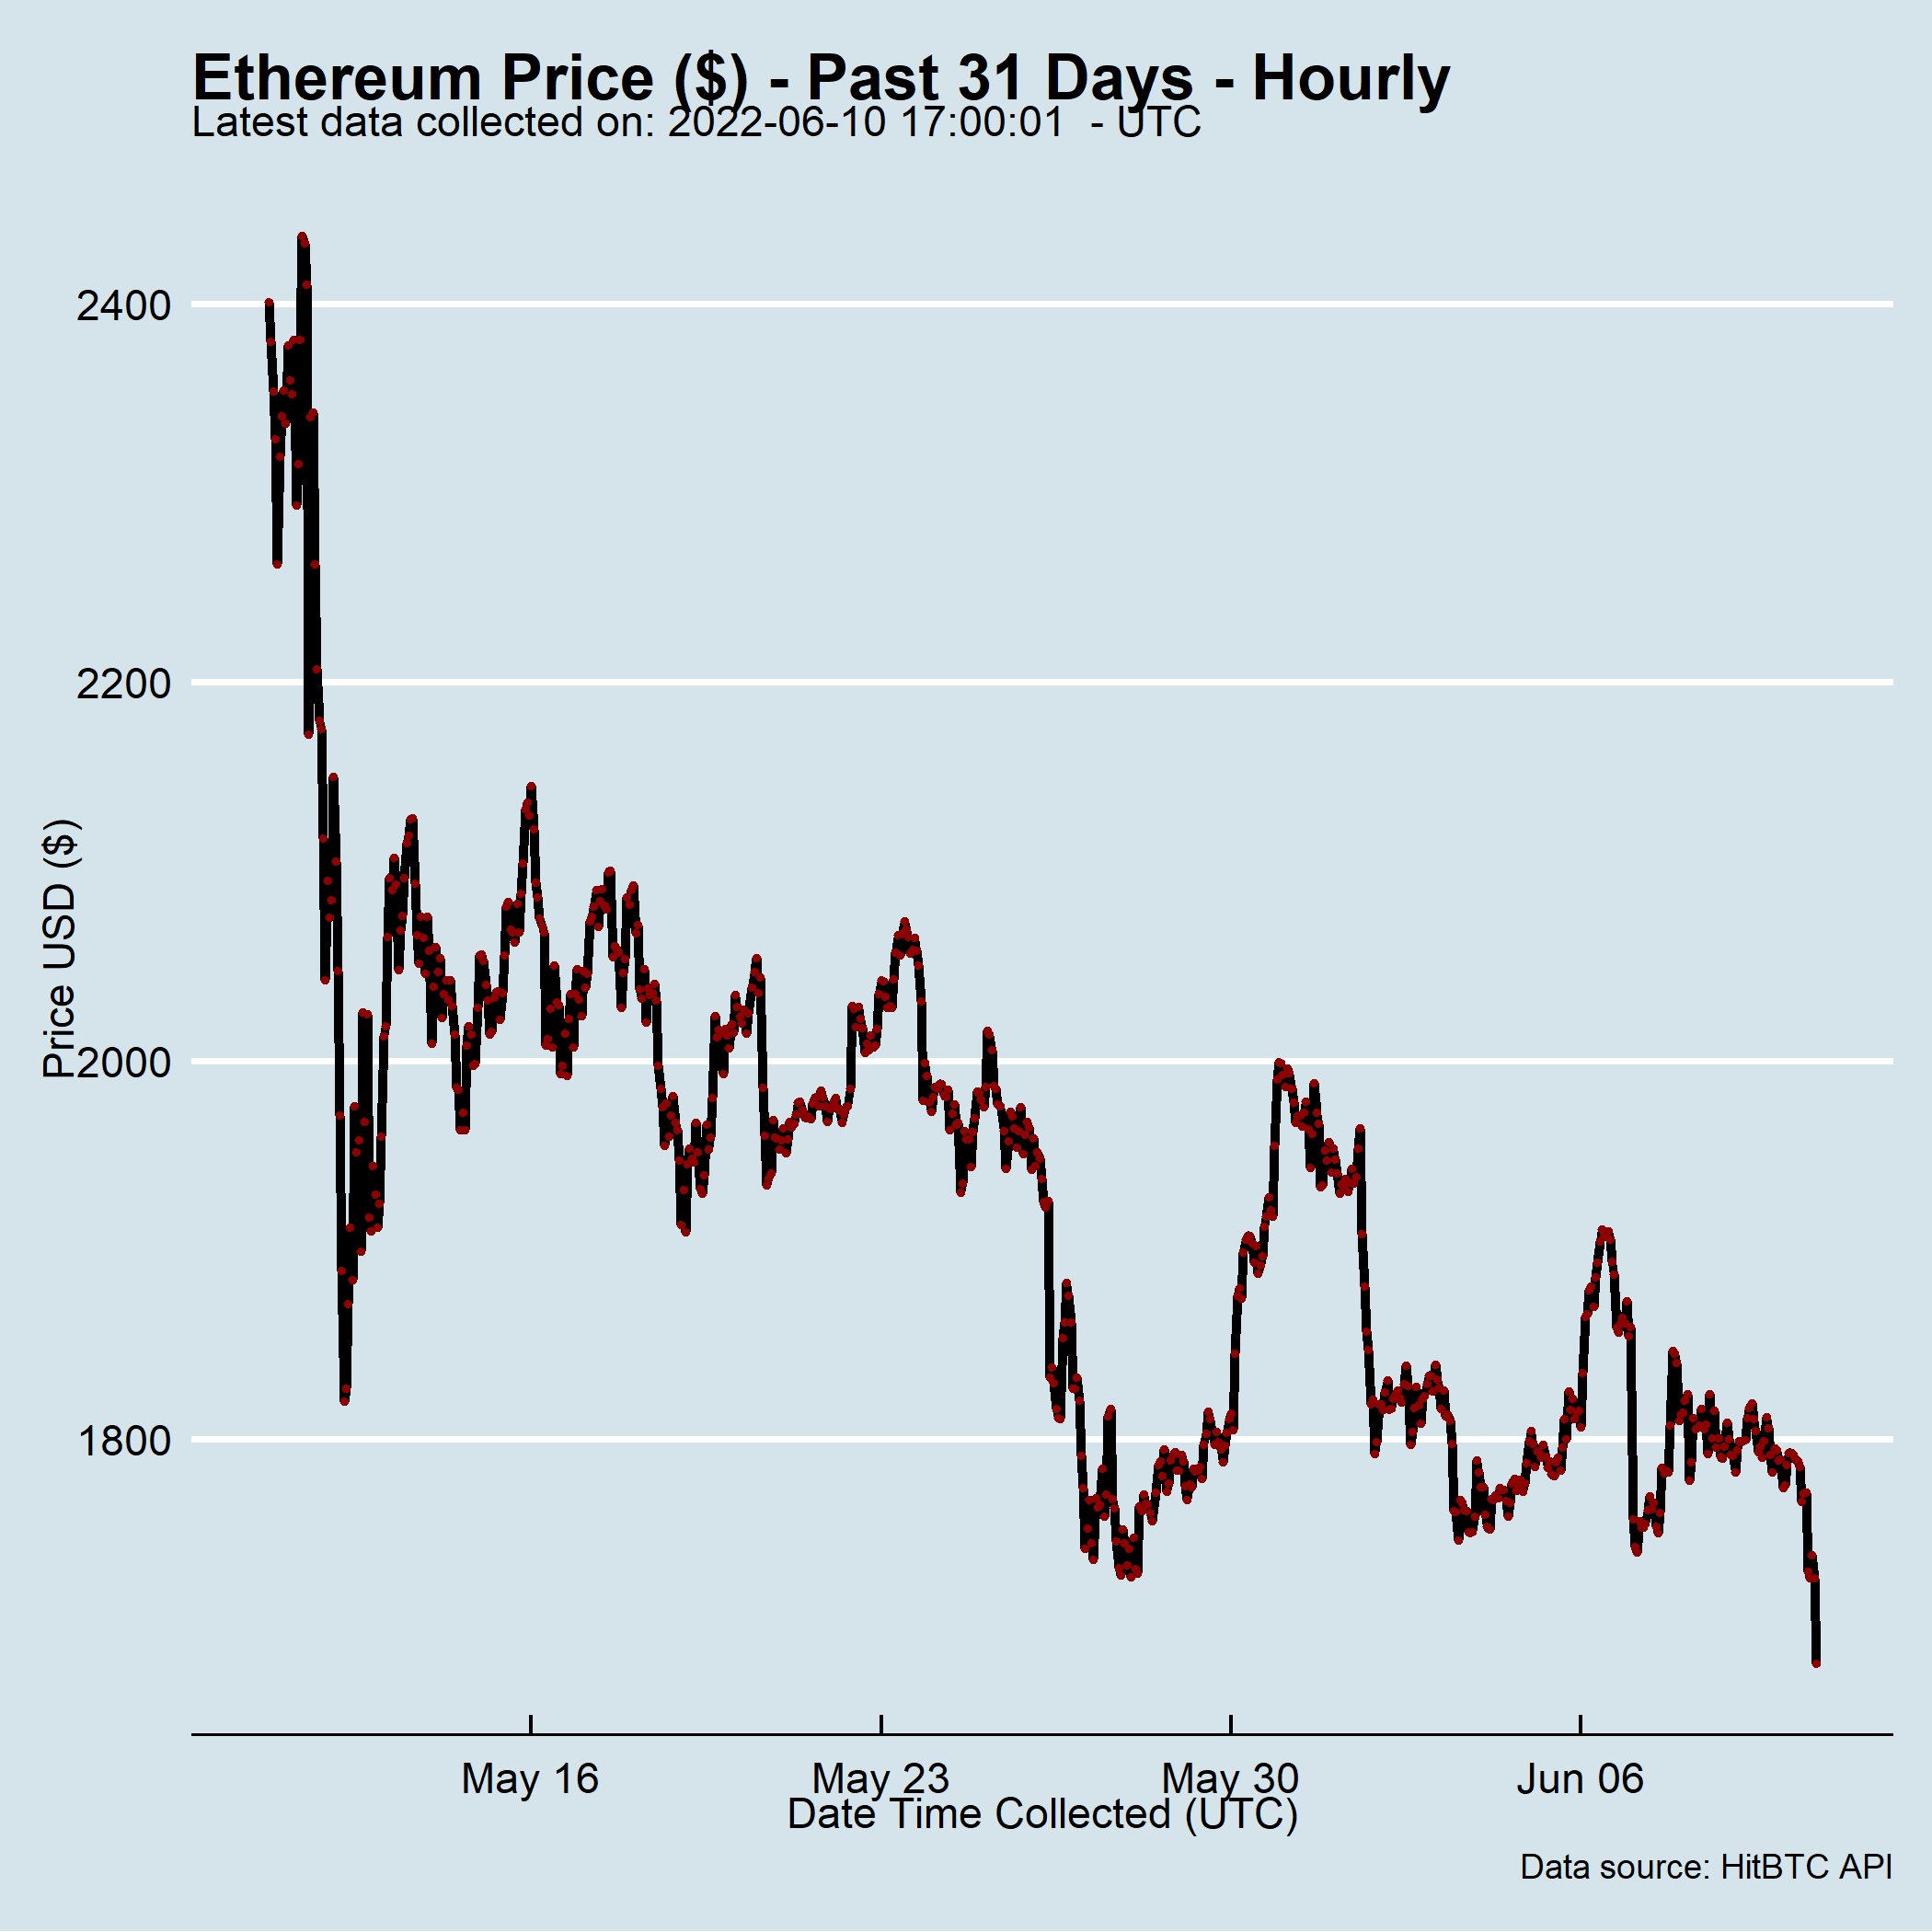 Ethereum Price ($) - Past 31 Days - Hourly
Latest data collected on: 2022-06-10 17:00:01  - UTC
2400
2200
2000
1800
Price USD ($)
May 16
May 23
May 30
Jun 06
Date Time Collected (UTC)
Data source: HitBTC API